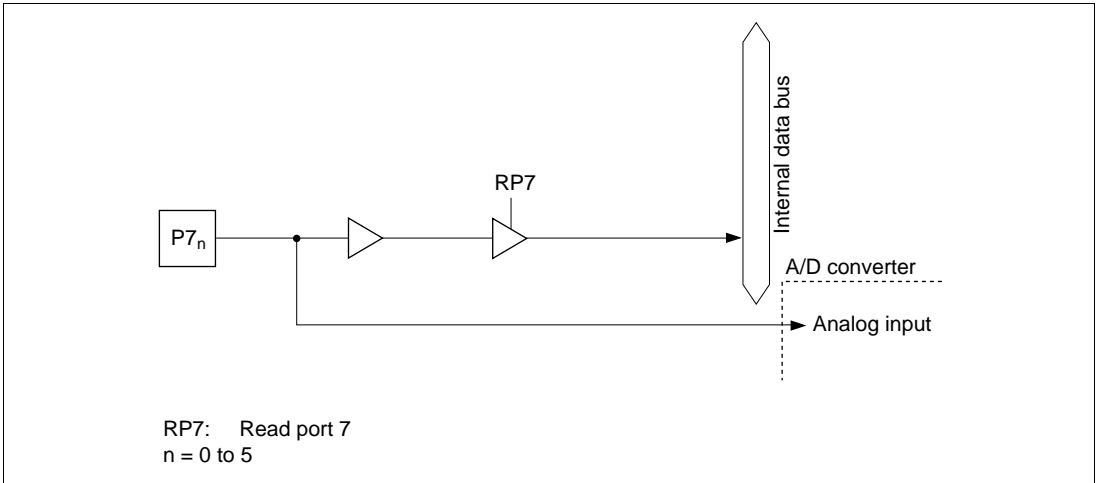 RP7
Internal data bus
P7n
A/D converter
Analog input
RP7: Read port 7
n = 0 to 5